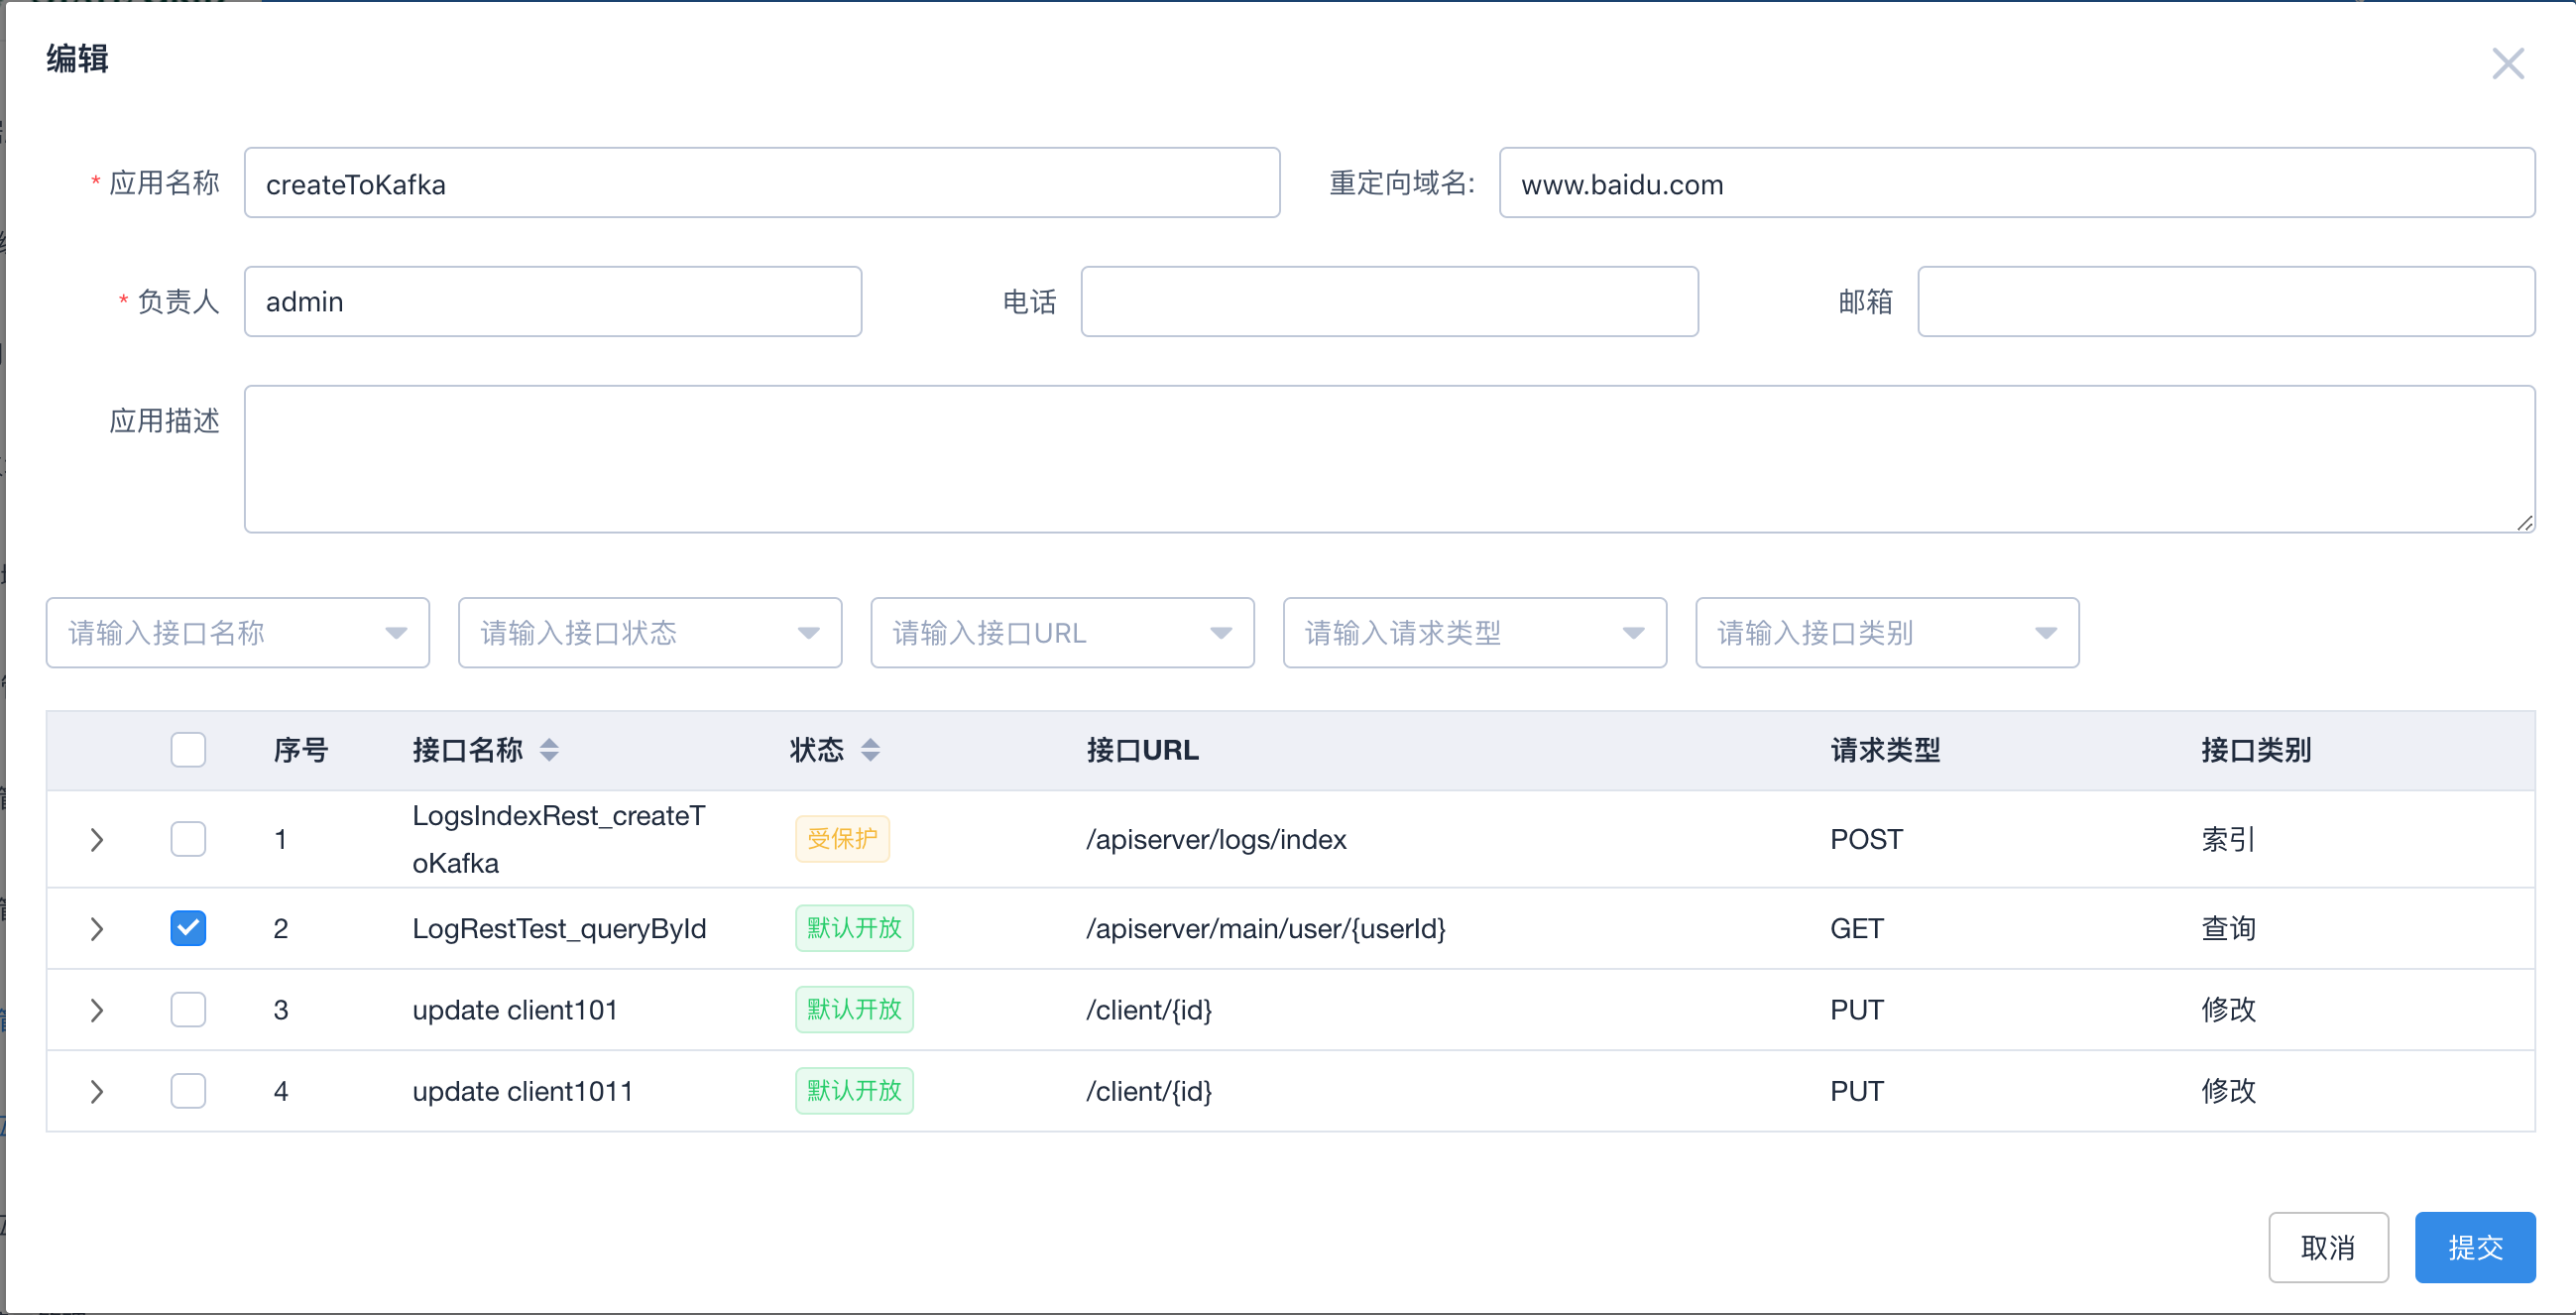 编辑
* 应用名称 createToKafka 重定向域名: www.baidu.com
* 负责人 admin 电话 邮箱
应用描述
请输入接口名称 请输入接口状态 请输入接口URL 请输入请求类型 请输入接口类别
序号 接口名称 状态 接口URL 请求类型 接口类别
1 LogsIndexRest_createT
oKafka 受保护 /apiserver/logs/index POST 索引
2 LogRestTest_queryById 默认开放 /apiserver/main/user/{userId} GET 查询
3 update client101 默认开放 /client/{id} PUT 修改
4 update client1011 默认开放 /client/{id} PUT 修改
取消 提交